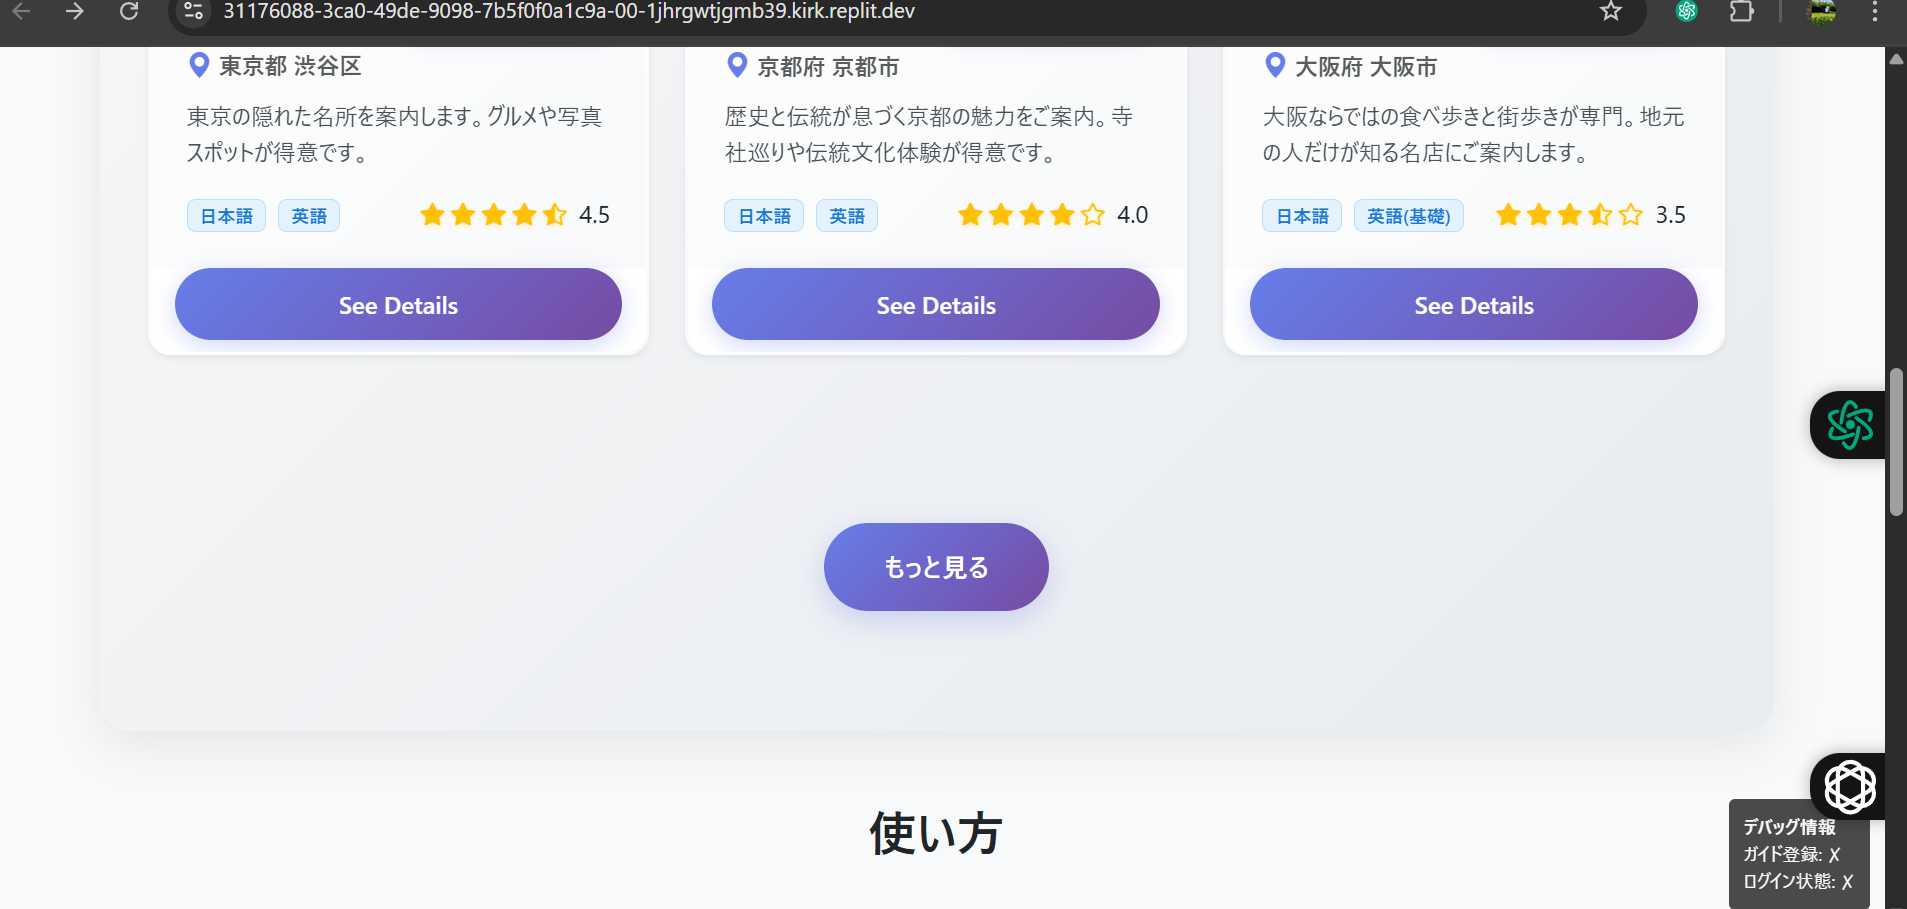 31176088-3ca0-49de-9098-7b5f0f0a1c9a-00-1jhrgwtjgmb39.kirk.replit.dev
東京都 渋谷区
東京の隠れた名所を案内します。グルメや写真
スポットが得意です。
日本語 英語 4.5
See Details
京都府 京都市
歴史と伝統が息づく京都の魅力をご案内。寺
社巡りや伝統文化体験が得意です。
日本語 英語 4.0
See Details
大阪府 大阪市
大阪ならではの食べ歩きと街歩きが専門。地元
の人だけが知る名店にご案内します。
日本語 英語(基礎) 3.5
See Details
もっと見る
使い方
デバッグ情報
ガイド登録: ✗
ログイン状態: ✗